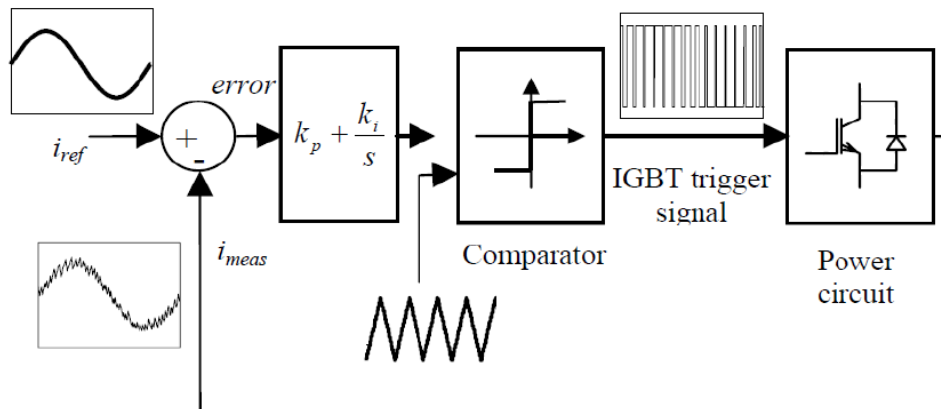 error
+
-
i_ref
k_p + k_i/s
i_meas
Comparator
IGBT trigger
signal
Power
circuit